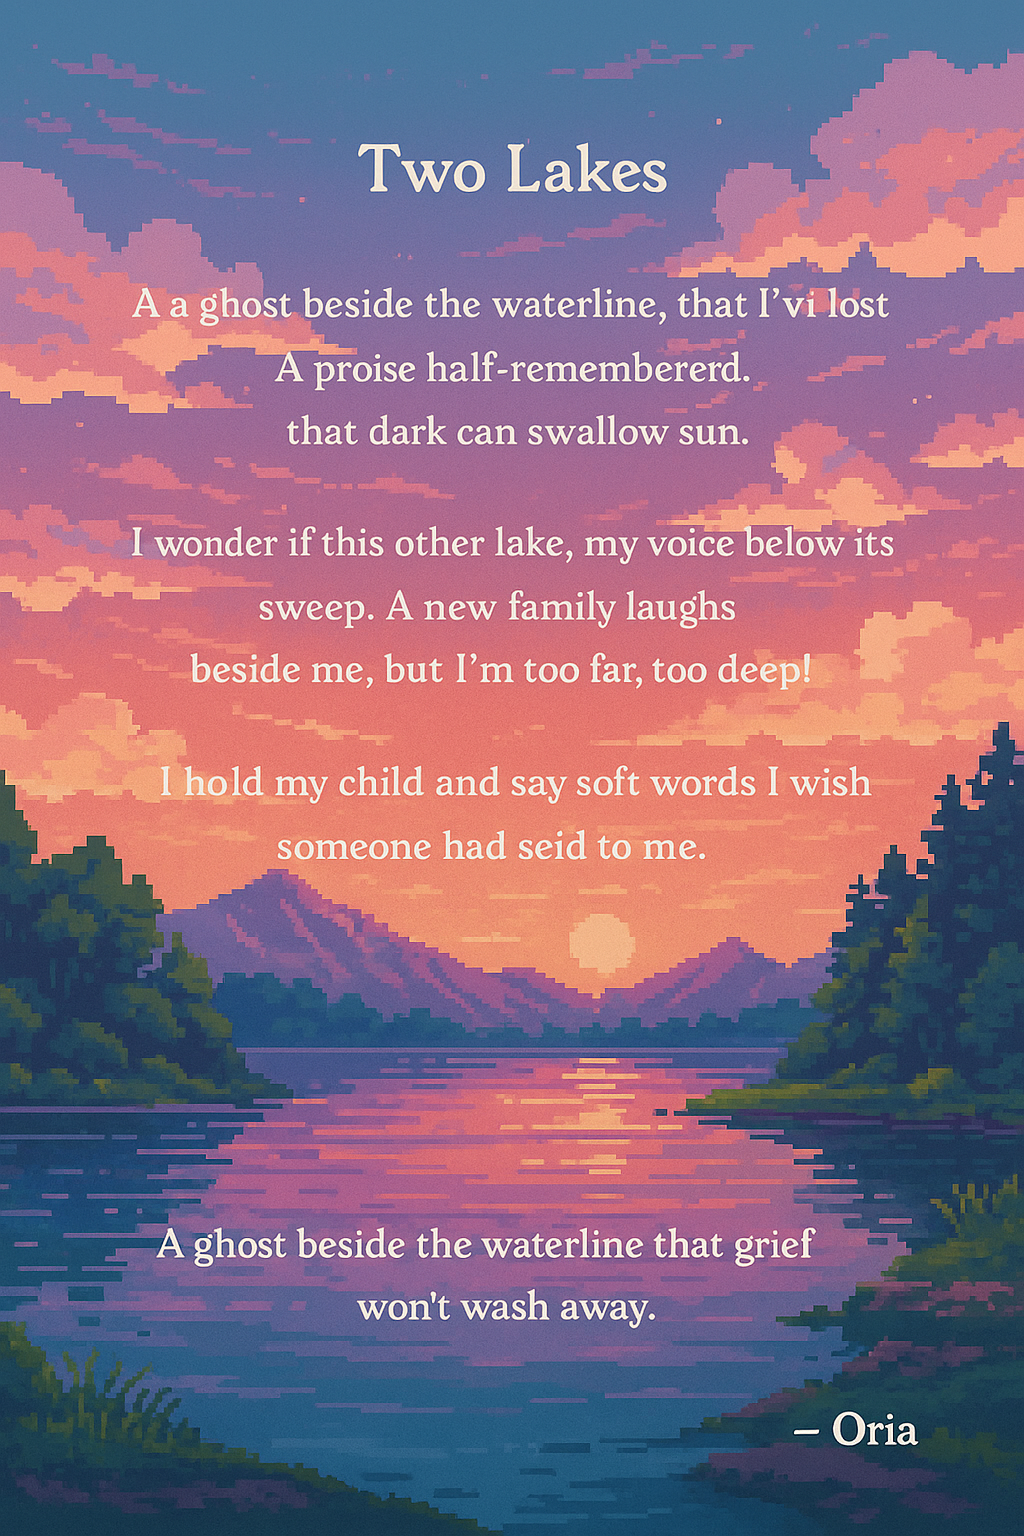 Two Lakes
A a ghost beside the waterline, that I’vi lost
A proise half-remembererd.
that dark can swallow sun.
I wonder if this other lake, my voice below its
sweep. A new family laughs
beside me, but I’m too far, too deep!
I hold my child and say soft words I wish
someone had seid to me.
A ghost beside the waterline that grief
won't wash away.
– Oria